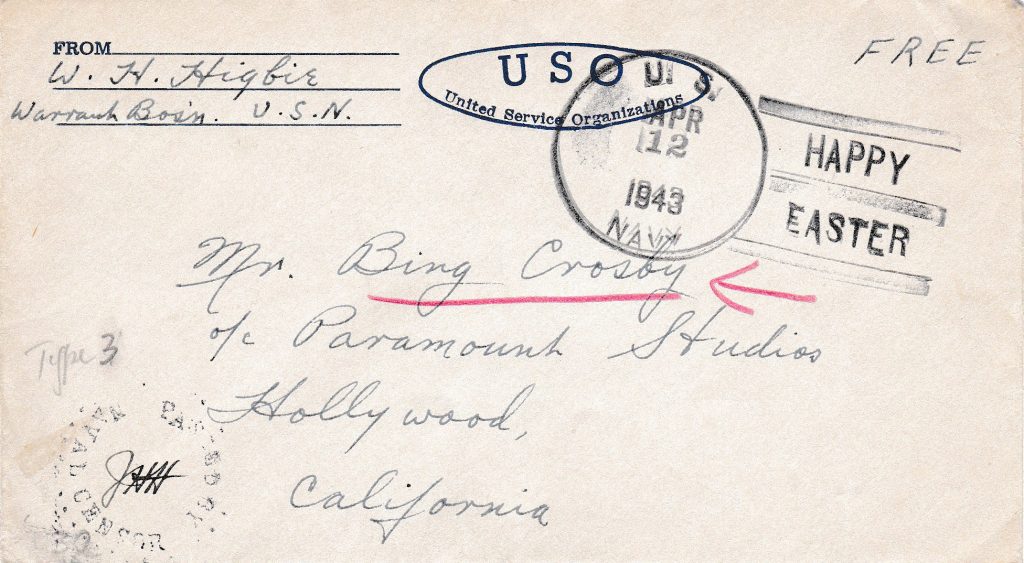 FROM
W. H. Higbie
Warrant Bos'n. U.S.N.
USO
United Service Organizations
U. S.
APR
12
1943
NAVY
FREE
HAPPY
EASTER
Mr. Bing Crosby
c/o Paramount Studios
Hollywood,
California
Type 3
PASSED BY
NAVAL CENSOR